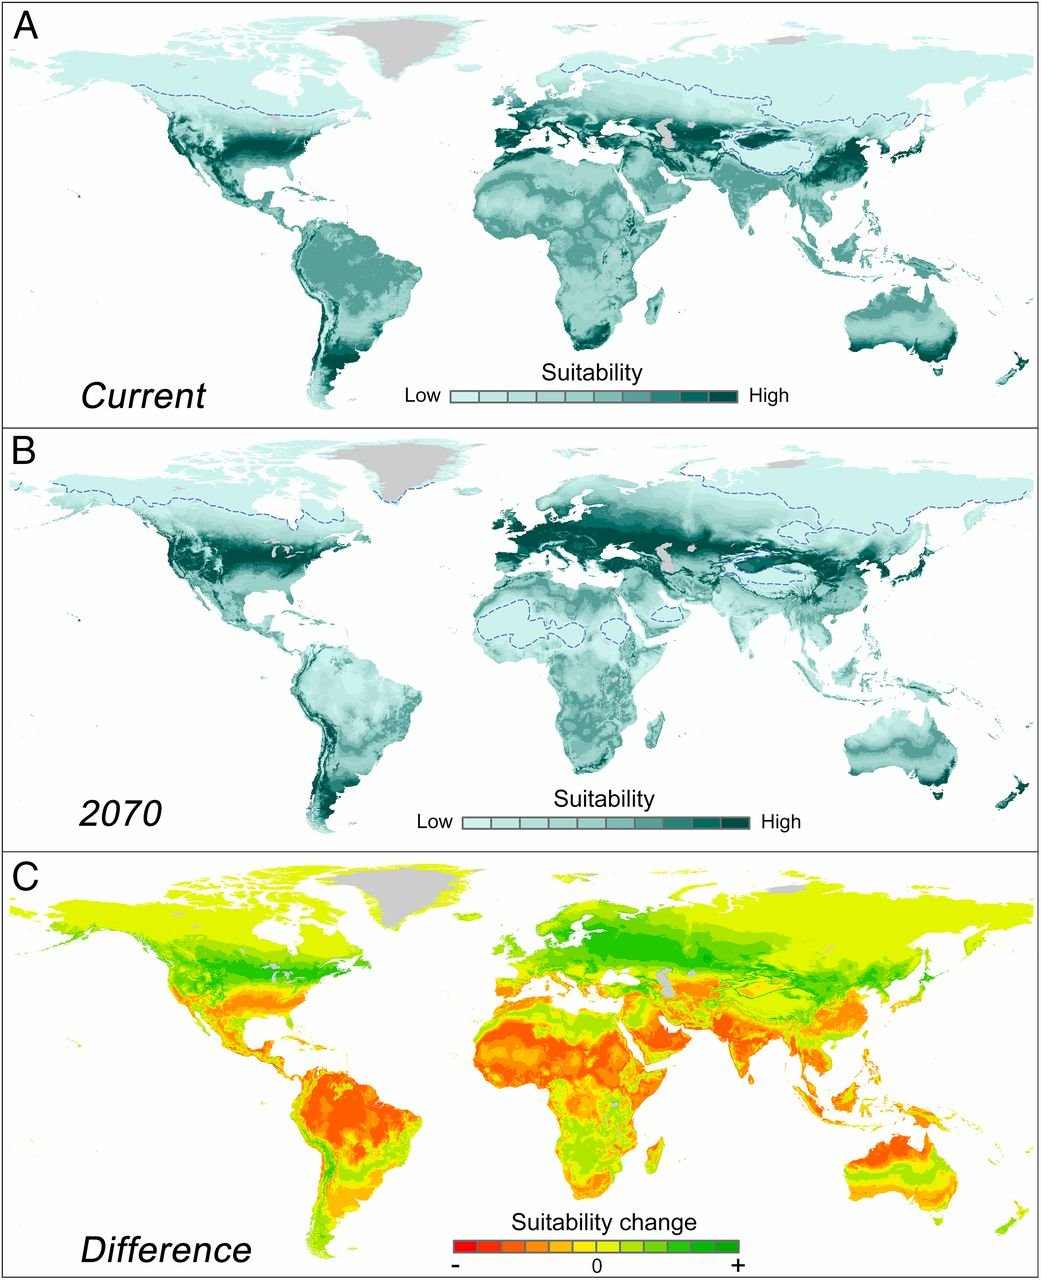 A
Current
Suitability
Low High
B
2070
Suitability
Low High
C
Difference
Suitability change
- 0 +